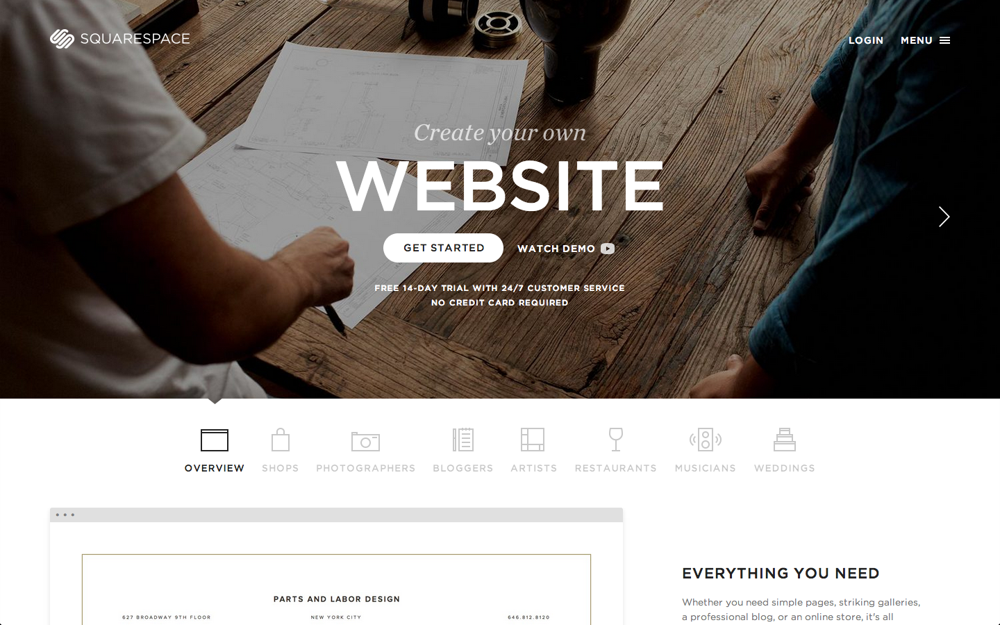 SQUARESPACE
LOGIN MENU
Create your own
WEBSITE
GET STARTED WATCH DEMO
FREE 14-DAY TRIAL WITH 24/7 CUSTOMER SERVICE
NO CREDIT CARD REQUIRED
OVERVIEW SHOPS PHOTOGRAPHERS BLOGGERS ARTISTS RESTAURANTS MUSICIANS WEDDINGS
PARTS AND LABOR DESIGN
627 BROADWAY 9TH FLOOR NEW YORK CITY 646.812.8120
EVERYTHING YOU NEED
Whether you need simple pages, striking galleries,
a professional blog, or an online store, it's all